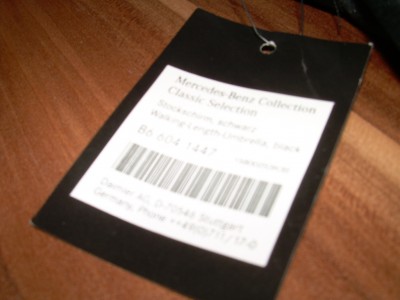 Mercedes-Benz Collection
Classic Selection
Stockschirm, schwarz
Walking-Length-Umbrella, black
B6 604 1447
Daimler AG, D-70546 Stuttgart
Germany, Phone ++49(0)711/17-0